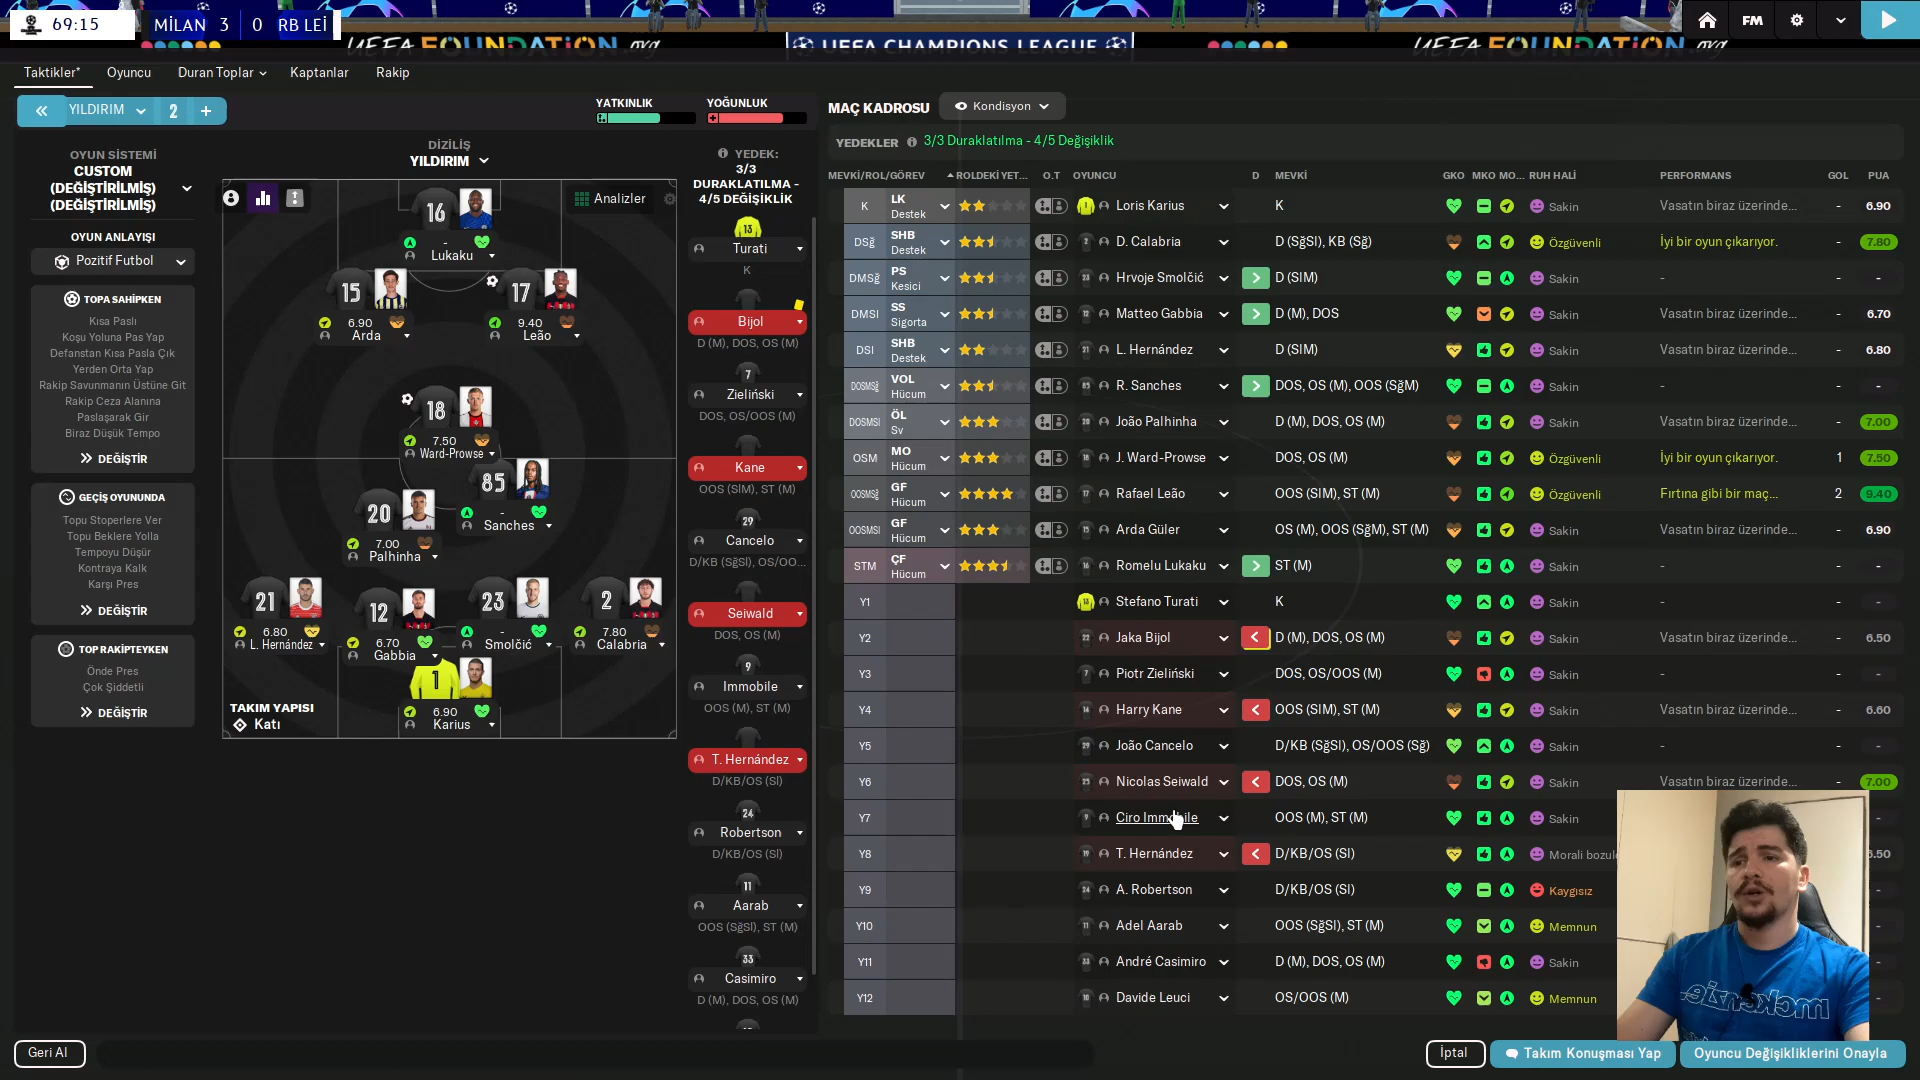 69:15 MİLAN 3 0 RB LEİ
UEFA FOUNDATION.org
UEFA CHAMPIONS LEAGUE
UEFA FOUNDATION.org
FM
Taktikler* Oyuncu Duran Toplar Kaptanlar Rakip
YILDIRIM 2 +
YATKINLIK
YOĞUNLUK
OYUN SİSTEMİ
CUSTOM
(DEĞİŞTİRİLMİŞ)
(DEĞİŞTİRİLMİŞ)
OYUN ANLAYIŞI
Pozitif Futbol
TOPA SAHİPKEN
Kısa Paslı
Koşu Yoluna Pas Yap
Defanstan Kısa Pasla Çık
Yerden Orta Yap
Rakip Savunmanın Üstüne Git
Rakip Ceza Alanına
Paslaşarak Gir
Biraz Düşük Tempo
DEĞİŞTİR
GEÇİŞ OYUNUNDA
Topu Stoperlere Ver
Topu Beklere Yolla
Tempoyu Düşür
Kontraya Kalk
Karşı Pres
DEĞİŞTİR
TOP RAKİPTEYKEN
Önde Pres
Çok Şiddetli
DEĞİŞTİR
DİZİLİŞ
YILDIRIM
Analizler
16
-
Lukaku
15
6.90
Arda
17
9.40
Leão
18
7.50
Ward-Prowse
85
-
Sanches
20
7.00
Palhinha
21
6.80
L. Hernández
12
6.70
Gabbia
23
-
Smolčić
2
7.80
Calabria
1
6.90
Karius
TAKIM YAPISI
Katı
YEDEK:
3/3
DURAKLATILMA -
4/5 DEĞİŞİKLİK
13
Turati
K
Bijol
D (M), DOS, OS (M)
7
Zieliński
DOS, OS/OOS (M)
Kane
OOS (SlM), ST (M)
29
Cancelo
D/KB (SğSl), OS/OO...
Seiwald
DOS, OS (M)
9
Immobile
OOS (M), ST (M)
T. Hernández
D/KB/OS (Sl)
24
Robertson
D/KB/OS (Sl)
11
Aarab
OOS (SğSl), ST (M)
33
Casimiro
D (M), DOS, OS (M)
MAÇ KADROSU Kondisyon
YEDEKLER 3/3 Duraklatılma - 4/5 Değişiklik
MEVKİ/ROL/GÖREV ROLDEKİ YET... O.T OYUNCU D MEVKİ GKO MKO MO... RUH HALİ PERFORMANS GOL PUA
K LK Destek Loris Karius K Sakin Vasatın biraz üzerinde... - 6.90
DSğ SHB Destek D. Calabria D (SğSl), KB (Sğ) Özgüvenli İyi bir oyun çıkarıyor. - 7.80
DMSğ PS Kesici Hrvoje Smolčić D (SlM) Sakin - - -
DMSl SS Sigorta Matteo Gabbia D (M), DOS Sakin Vasatın biraz üzerinde... - 6.70
DSl SHB Destek L. Hernández D (SlM) Sakin Vasatın biraz üzerinde... - 6.80
DOSMSğ VOL Hücum R. Sanches DOS, OS (M), OOS (SğM) Sakin - - -
DOSMSl ÖL Sv João Palhinha D (M), DOS, OS (M) Sakin Vasatın biraz üzerinde... - 7.00
OSM MO Hücum J. Ward-Prowse DOS, OS (M) Özgüvenli İyi bir oyun çıkarıyor. 1 7.50
OOSMSğ GF Hücum Rafael Leão OOS (SlM), ST (M) Özgüvenli Fırtına gibi bir maç... 2 9.40
OOSMSl GF Hücum Arda Güler OS (M), OOS (SğM), ST (M) Sakin Vasatın biraz üzerinde... - 6.90
STM ÇF Hücum Romelu Lukaku ST (M) Sakin - - -
Y1 Stefano Turati K Sakin - - -
Y2 Jaka Bijol D (M), DOS, OS (M) Sakin Vasatın biraz üzerinde... - 6.50
Y3 Piotr Zieliński DOS, OS/OOS (M) Sakin - - -
Y4 Harry Kane OOS (SlM), ST (M) Sakin Vasatın biraz üzerinde... - 6.60
Y5 João Cancelo D/KB (SğSl), OS/OOS (Sğ) Sakin - - -
Y6 Nicolas Seiwald DOS, OS (M) Sakin Vasatın biraz üzerinde... - 7.00
Y7 Ciro Immobile OOS (M), ST (M) Sakin
Y8 T. Hernández D/KB/OS (Sl) Morali bozul
Y9 A. Robertson D/KB/OS (Sl) Kaygısız -
Y10 Adel Aarab OOS (SğSl), ST (M) Memnun -
Y11 André Casimiro D (M), DOS, OS (M) Sakin -
Y12 Davide Leuci OS/OOS (M) Memnun -
Geri Al İptal Takım Konuşması Yap Oyuncu Değişikliklerini Onayla